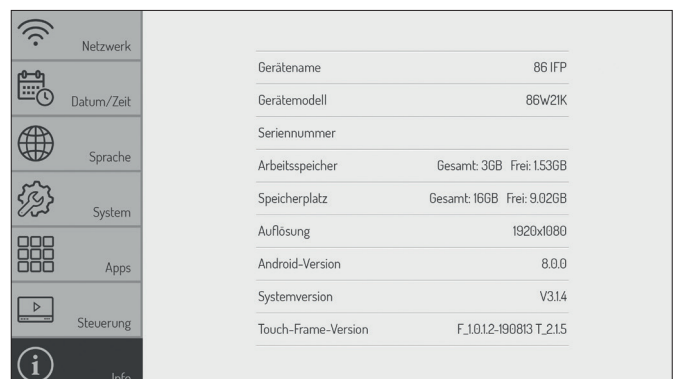 Netzwerk
Datum/Zeit
Sprache
System
Apps
Steuerung
Info
Gerätename 86 IFP
Gerätemodell 86W21K
Seriennummer
Arbeitsspeicher Gesamt: 3GB Frei: 1.53GB
Speicherplatz Gesamt: 16GB Frei: 9.02GB
Auflösung 1920x1080
Android-Version 8.0.0
Systemversion V3.1.4
Touch-Frame-Version F_1.0.1.2-190813 T_2.1.5